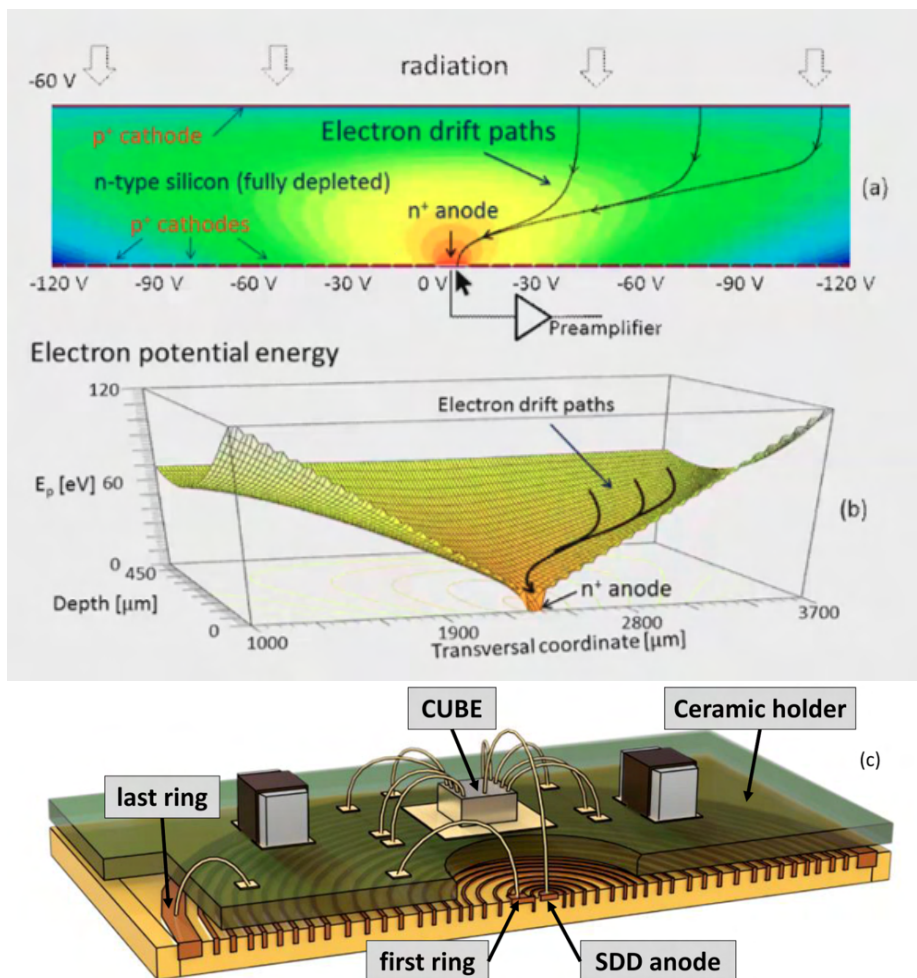 radiation
-60 V
p⁺ cathode
Electron drift paths
n-type silicon (fully depleted)
n⁺ anode
(a)
p⁺ cathodes
-120 V -90 V -60 V -30 V 0 V -30 V -60 V -90 V -120 V
Preamplifier
Electron potential energy
120
Electron drift paths
Eₚ [eV] 60
(b)
0
450
n⁺ anode
Depth [µm]
0
1000
1900
2800
3700
Transversal coordinate [µm]
CUBE
Ceramic holder
(c)
last ring
first ring
SDD anode